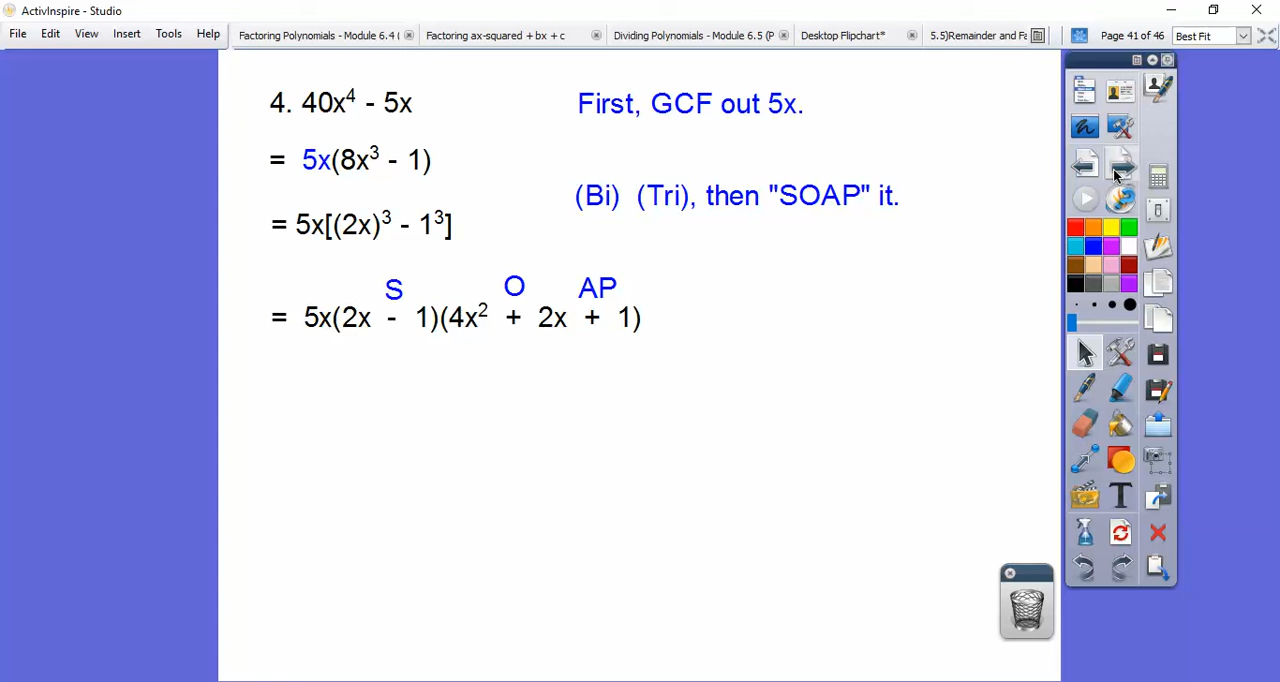 ActivInspire - Studio
File Edit View Insert Tools Help
Factoring Polynomials - Module 6.4 ( Factoring ax-squared + bx + c Dividing Polynomials - Module 6.5 (P Desktop Flipchart* 5.5)Remainder and Fa Page 41 of 46 Best Fit
4. 40x⁴ - 5x First, GCF out 5x.
= 5x(8x³ - 1)
(Bi) (Tri), then "SOAP" it.
= 5x[(2x)³ - 1³]
S O AP
= 5x(2x - 1)(4x² + 2x + 1)